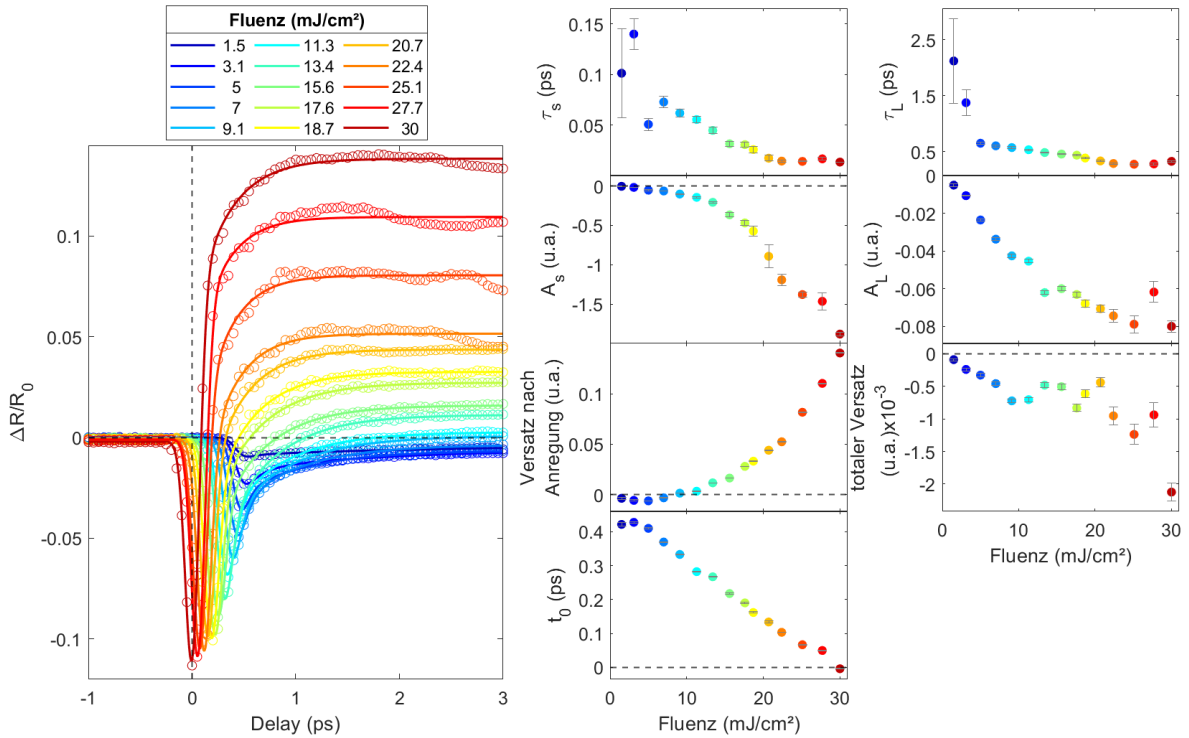 Fluenz (mJ/cm²)
1.5 11.3 20.7
3.1 13.4 22.4
5 15.6 25.1
7 17.6 27.7
9.1 18.7 30
0.1
0.05
0
-0.05
-0.1
ΔR/R0
-1 0 1 2 3
Delay (ps)
0.15
0.1
0.05
τs (ps)
0
-0.5
-1
-1.5
As (u.a.)
0.1
0.05
0
Versatz nach
Anregung (u.a.)
0.4
0.3
0.2
0.1
0
t0 (ps)
0 10 20 30
Fluenz (mJ/cm²)
2.5
1.5
0.5
τL (ps)
-0.02
-0.04
-0.06
-0.08
AL (u.a.)
0
-0.5
-1
-1.5
-2
totaler Versatz
(u.a.)x10-3
0 10 20 30
Fluenz (mJ/cm²)